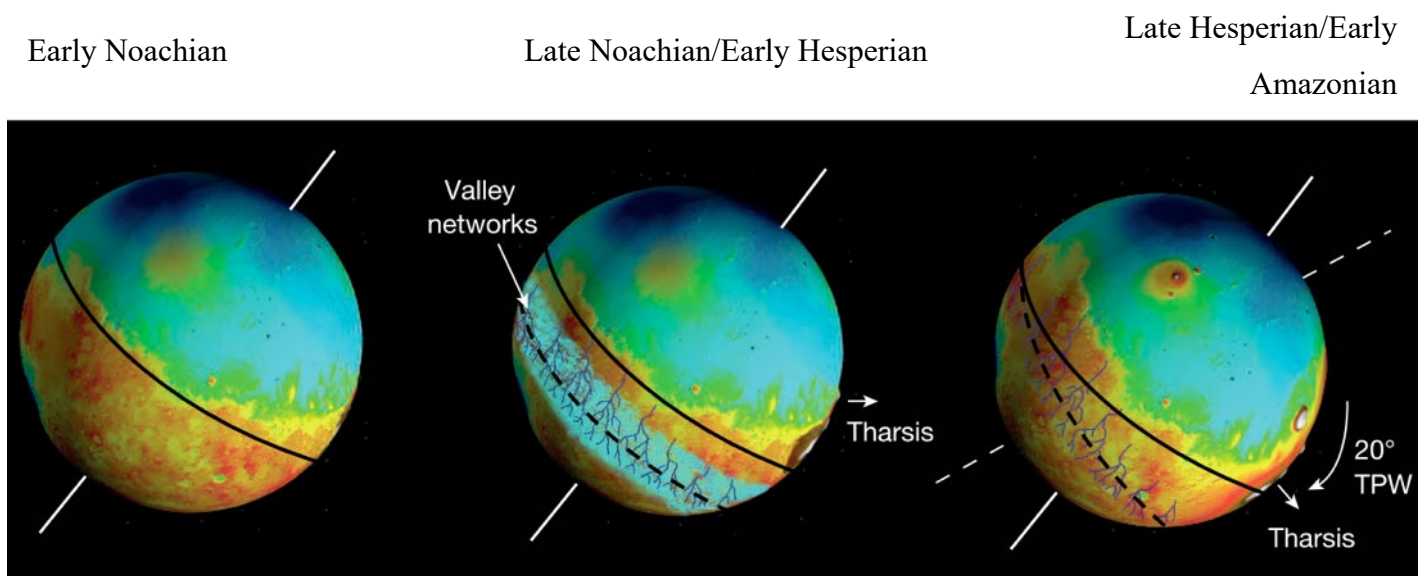 Early Noachian
Late Noachian/Early Hesperian
Late Hesperian/Early
Amazonian
Valley
networks
Tharsis
20°
TPW
Tharsis